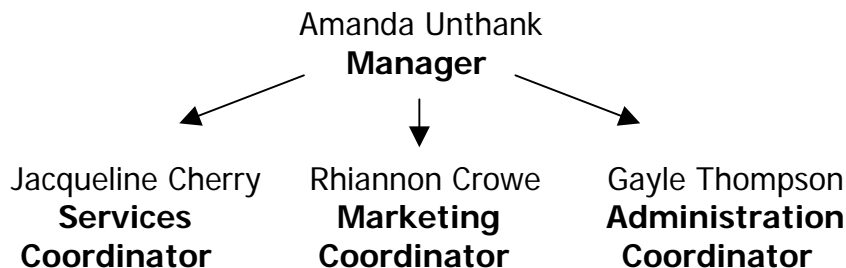 Amanda Unthank
Manager
Jacqueline Cherry
Services
Coordinator
Rhiannon Crowe
Marketing
Coordinator
Gayle Thompson
Administration
Coordinator